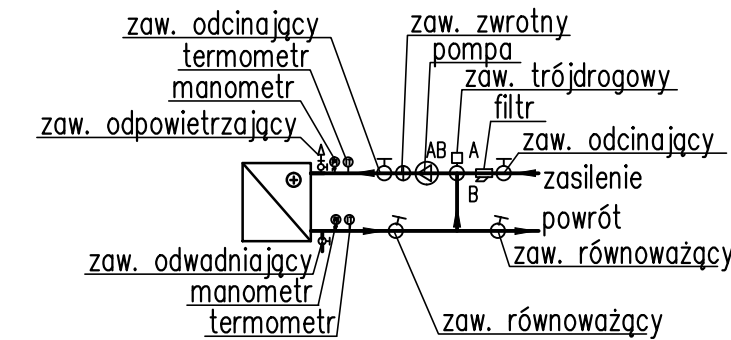 zaw. odcinający
zaw. zwrotny
termometr
pompa
manometr
zaw. trójdrogowy
zaw. odpowietrzający
filtr
zaw. odcinający
AB
A
zasilenie
B
powrót
zaw. odwadniający
zaw. równoważący
manometr
termometr
zaw. równoważący